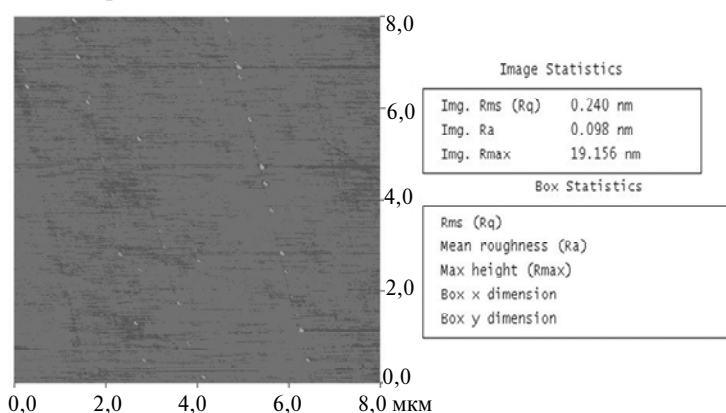 8,0
6,0
4,0
2,0
0,0
0,0 2,0 4,0 6,0 8,0 мкм
Image Statistics
Img. Rms (Rq) 0.240 nm
Img. Ra 0.098 nm
Img. Rmax 19.156 nm
Box Statistics
Rms (Rq)
Mean roughness (Ra)
Max height (Rmax)
Box x dimension
Box y dimension